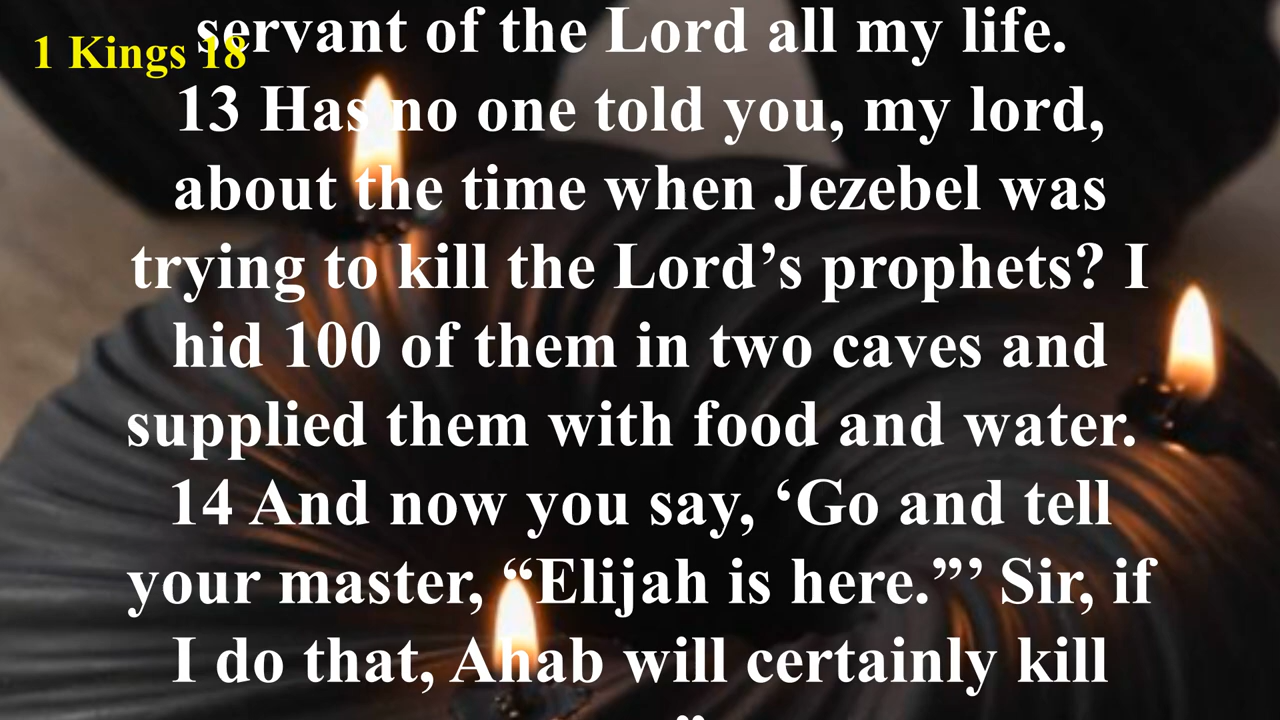 1 Kings 18
servant of the Lord all my life.
13 Has no one told you, my lord,
about the time when Jezebel was
trying to kill the Lord’s prophets? I
hid 100 of them in two caves and
supplied them with food and water.
14 And now you say, ‘Go and tell
your master, “Elijah is here.”’ Sir, if
I do that, Ahab will certainly kill
”